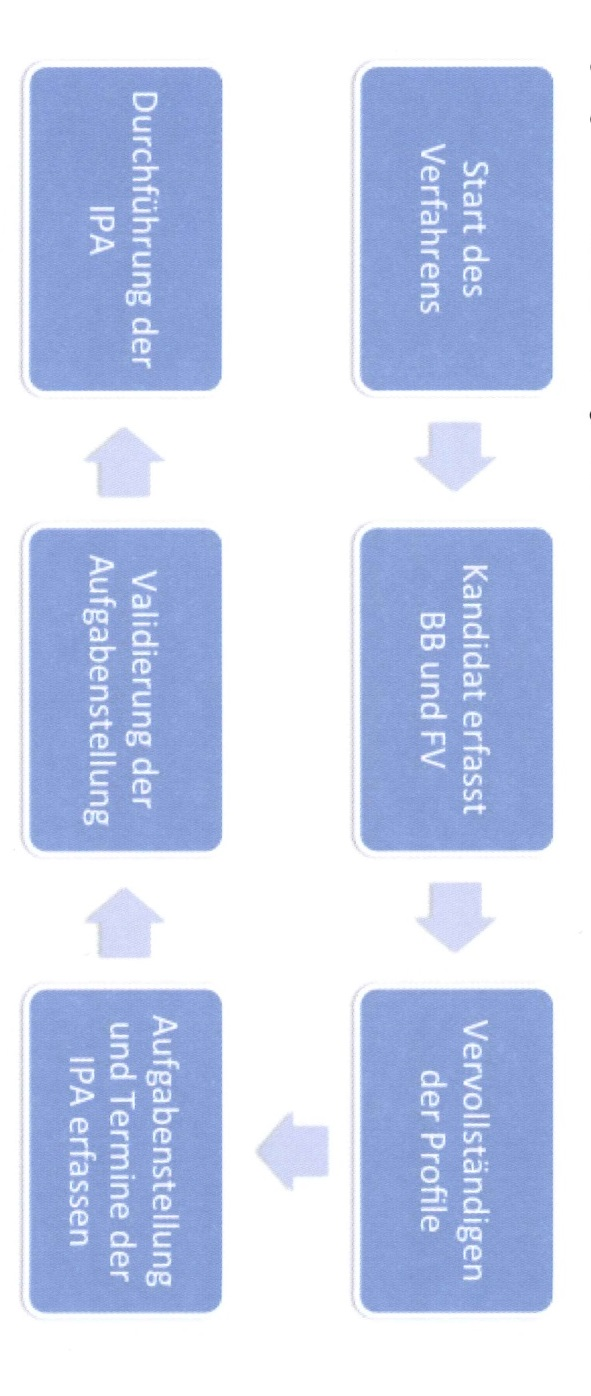 Start des
Verfahrens
Kandidat erfasst
BB und FV
Vervollständigen
der Profile
Aufgabenstellung
und Termine der
IPA erfassen
Validierung der
Aufgabenstellung
Durchführung der
IPA